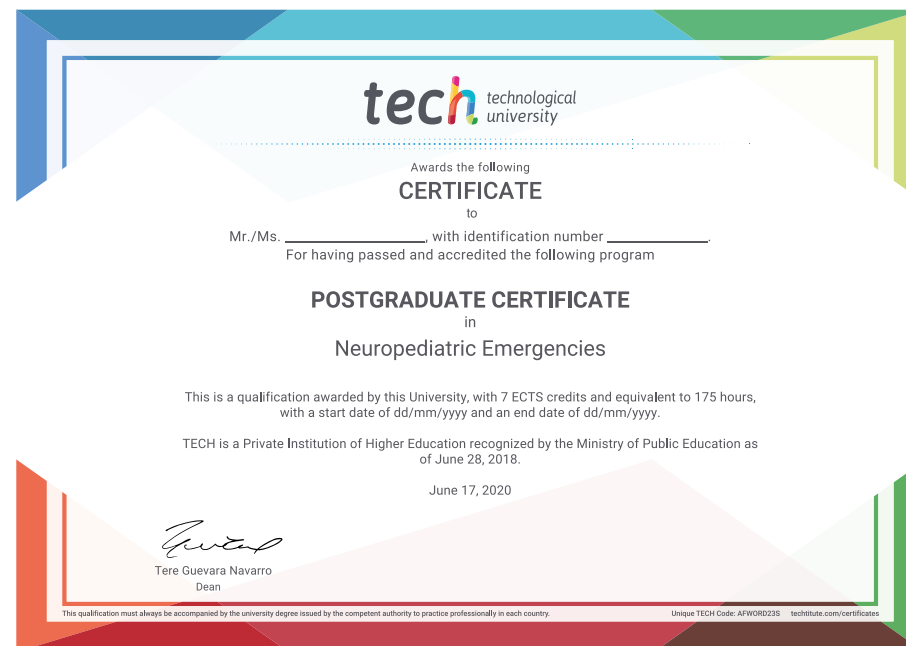 tech technological
university
Awards the following
CERTIFICATE
to
Mr./Ms. ____________________, with identification number __________________.
For having passed and accredited the following program
POSTGRADUATE CERTIFICATE
in
Neuropediatric Emergencies
This is a qualification awarded by this University, with 7 ECTS credits and equivalent to 175 hours,
with a start date of dd/mm/yyyy and an end date of dd/mm/yyyy.
TECH is a Private Institution of Higher Education recognized by the Ministry of Public Education as
of June 28, 2018.
June 17, 2020
Tere Guevara Navarro
Dean
This qualification must always be accompanied by the university degree issued by the competent authority to practice professionally in each country. Unique TECH Code: AFWORD23S techtitute.com/certificates